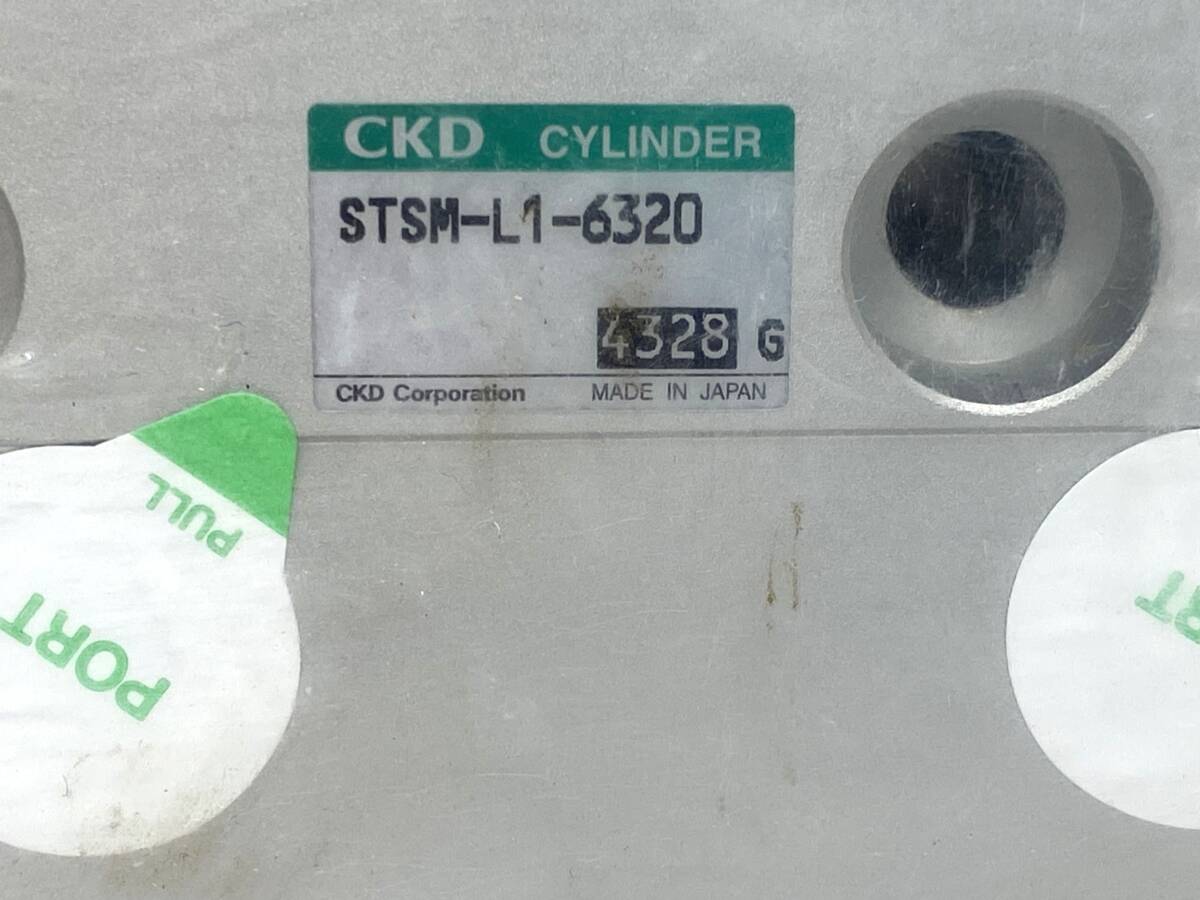 CKD CYLINDER
STSM-L1-6320
4328 G
CKD Corporation MADE IN JAPAN
PULL
PORT
RT